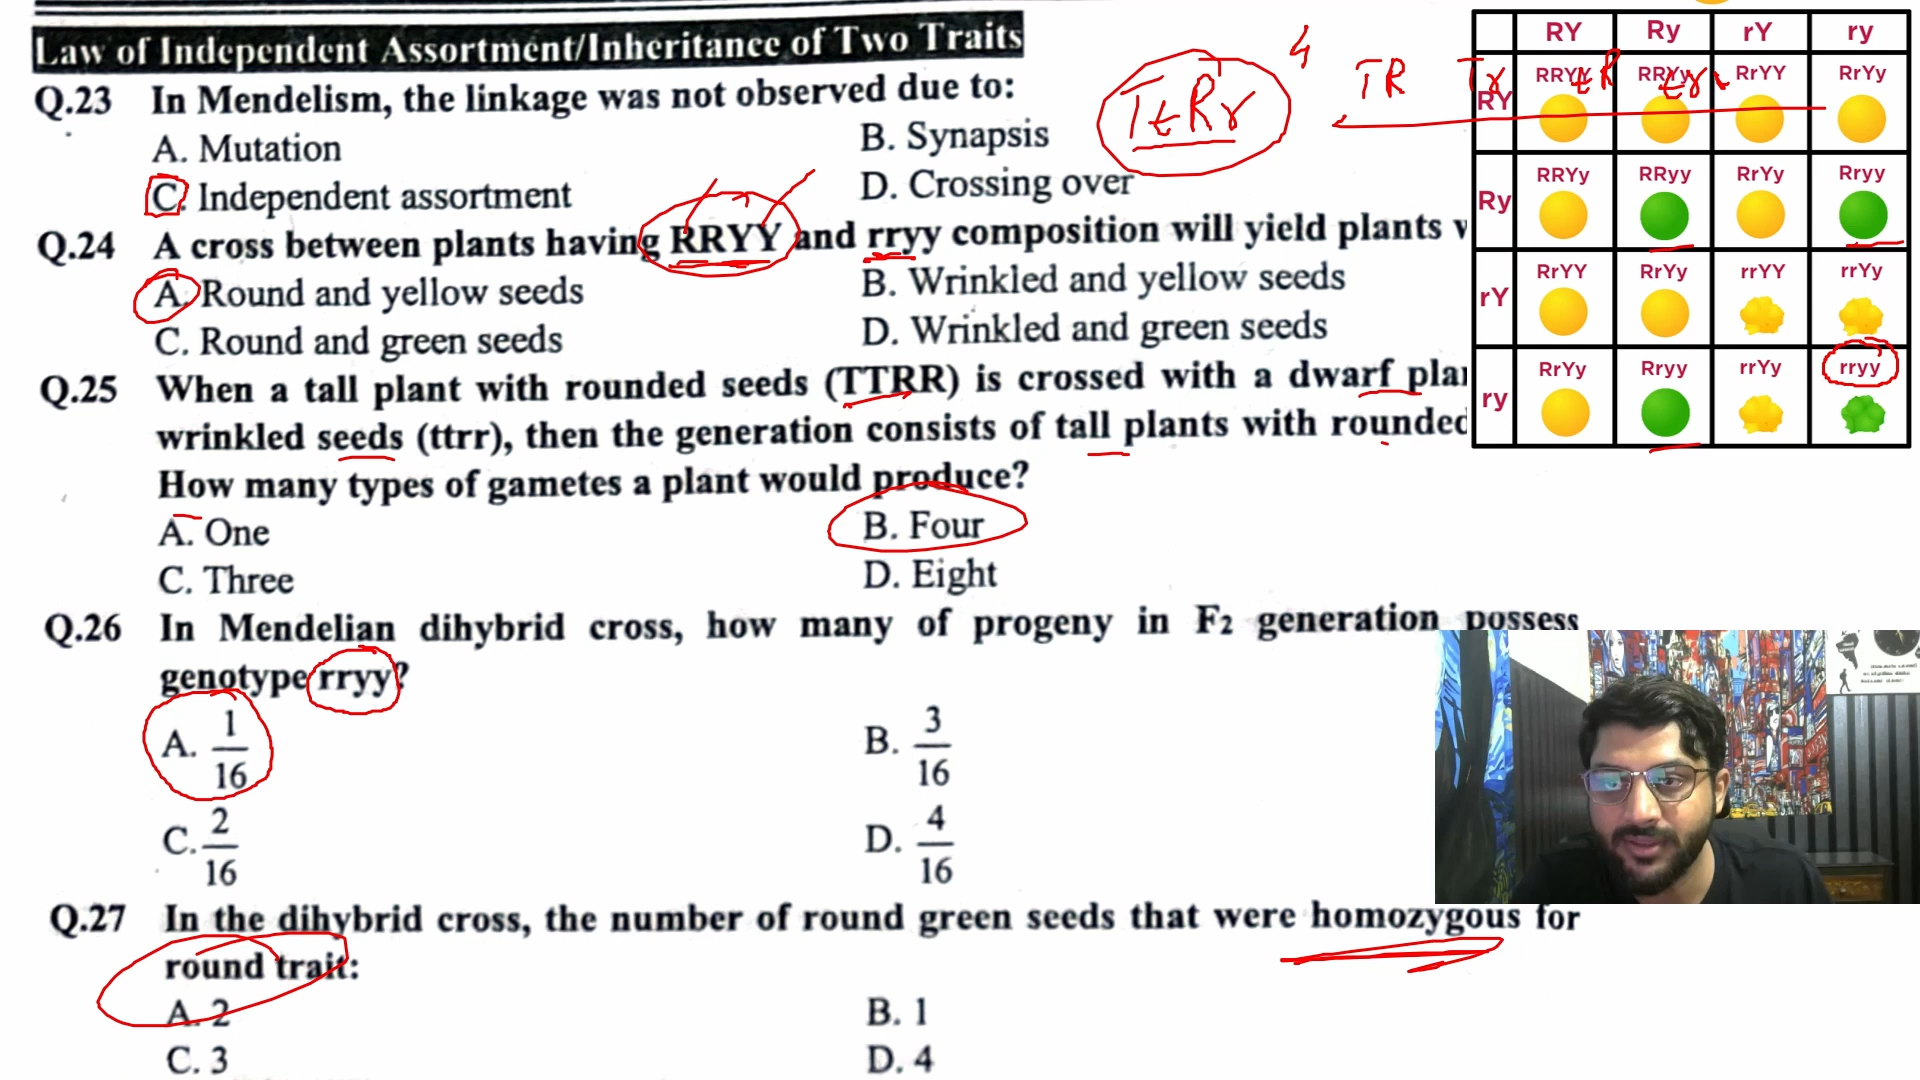 Law of Independent Assortment/Inheritance of Two Traits
Q.23 In Mendelism, the linkage was not observed due to:
A. Mutation
B. Synapsis
C. Independent assortment
D. Crossing over
TtRr
4
TR Tr tR tr
Q.24 A cross between plants having RRYY and rryy composition will yield plants
A. Round and yellow seeds
B. Wrinkled and yellow seeds
C. Round and green seeds
D. Wrinkled and green seeds
Q.25 When a tall plant with rounded seeds (TTRR) is crossed with a dwarf
wrinkled seeds (ttrr), then the generation consists of tall plants with rounded
How many types of gametes a plant would produce?
A. One
B. Four
C. Three
D. Eight
Q.26 In Mendelian dihybrid cross, how many of progeny in F2 generation possess
genotype rryy?
A. 1/16
B. 3/16
C. 2/16
D. 4/16
Q.27 In the dihybrid cross, the number of round green seeds that were homozygous for
round trait:
A. 2
B. 1
C. 3
D. 4
RY Ry rY ry
RY RRYY RRYy RrYY RrYy
Ry RRYy RRyy RrYy Rryy
rY RrYY RrYy rrYY rrYy
ry RrYy Rryy rrYy rryy